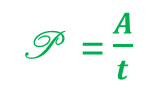 𝒫 = A/t